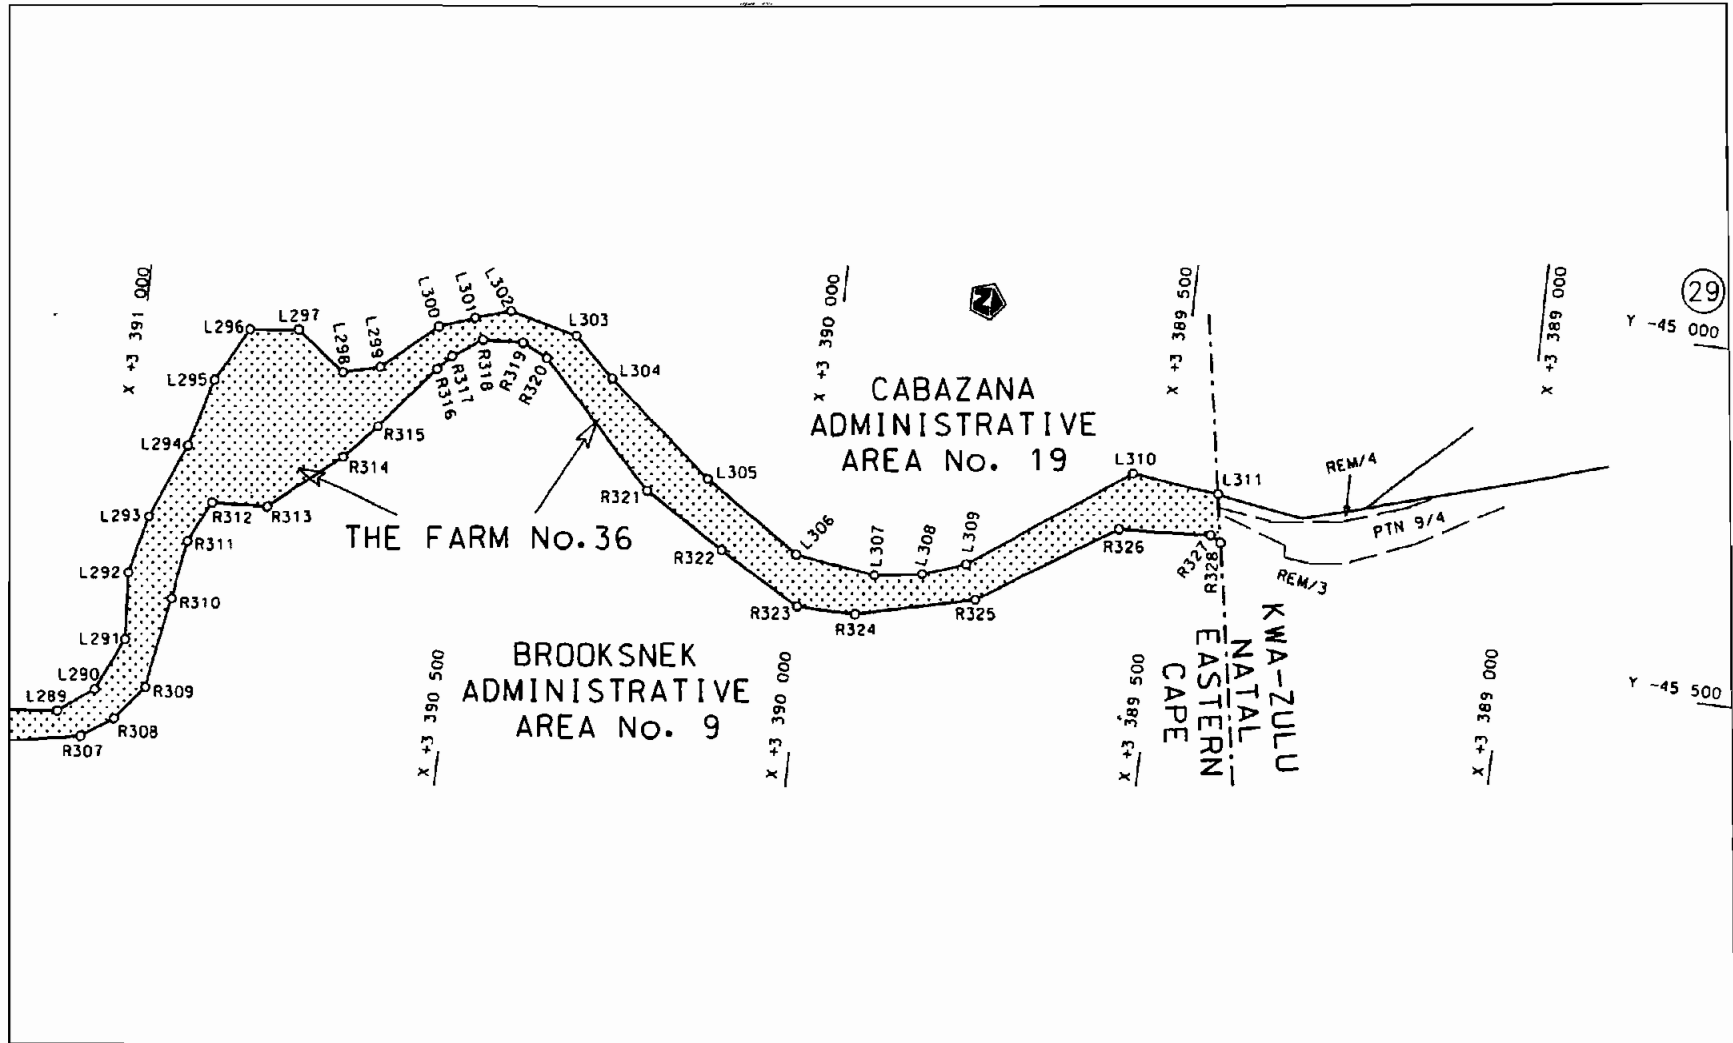 29
Y -45 000
X +3 391 000
X +3 390 000
X +3 389 500
X +3 389 000
N
L296
L297
L298
L299
L300
L301
L302
L303
L304
L295
L294
L293
L292
L291
L290
L289
R307
R308
R309
R310
R311
R312
R313
R314
R315
R316
R317
R318
R319
R320
R321
R322
R323
R324
R325
R326
R327
R328
L305
L306
L307
L308
L309
L310
L311
CABAZANA
ADMINISTRATIVE
AREA No. 19
THE FARM No.36
REM/4
PTN 9/4
REM/3
BROOKSNEK
ADMINISTRATIVE
AREA No. 9
KWA-ZULU
NATAL
EASTERN
CAPE
X +3 390 500
X +3 390 000
X +3 389 500
X +3 389 000
Y -45 500